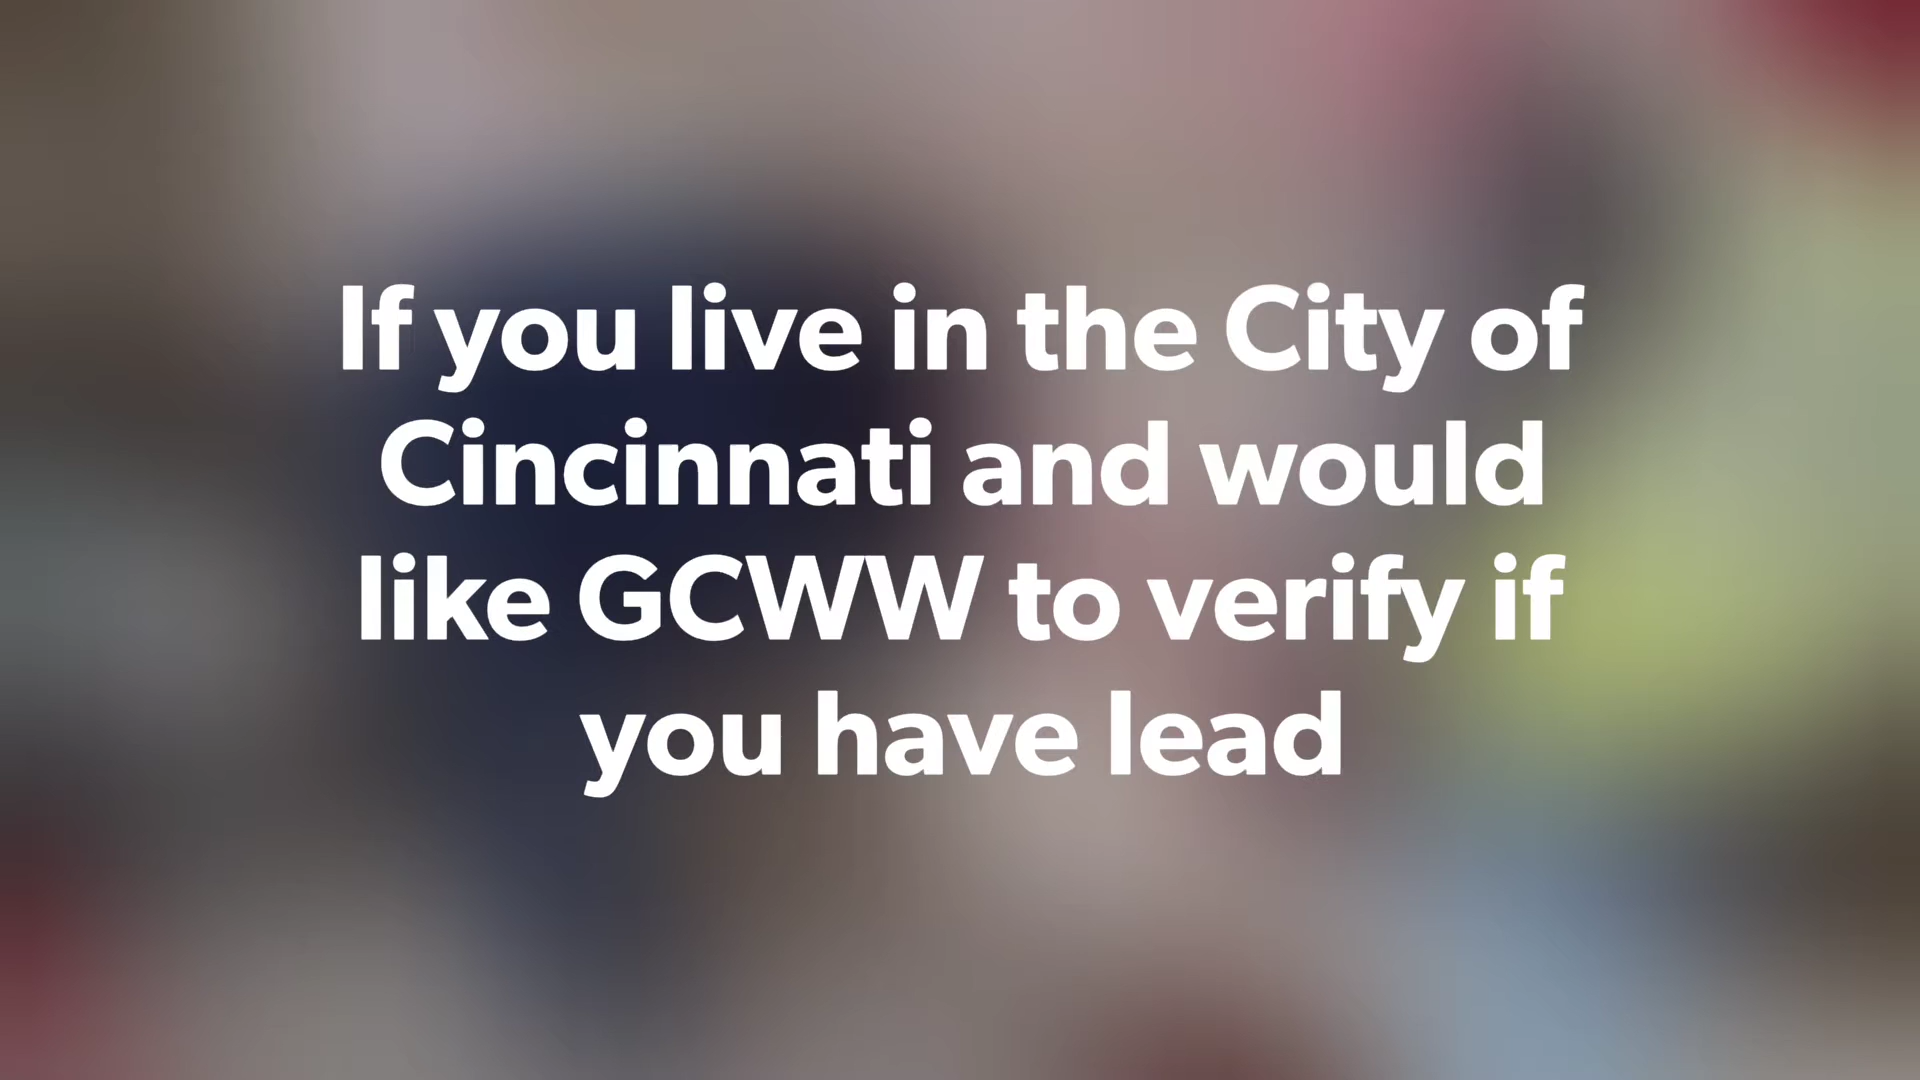 If you live in the City of
Cincinnati and would
like GCWW to verify if
you have lead